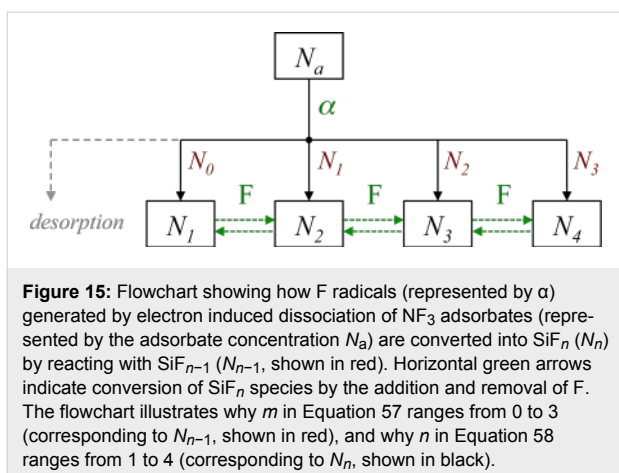 Nₐ
α
N₀ N₁ N₂ N₃
F F F
desorption N₁ N₂ N₃ N₄
Figure 15: Flowchart showing how F radicals (represented by α)
generated by electron induced dissociation of NF₃ adsorbates (repre-
sented by the adsorbate concentration Nₐ) are converted into SiFₙ (Nₙ)
by reacting with SiFₙ₋₁ (Nₙ₋₁, shown in red). Horizontal green arrows
indicate conversion of SiFₙ species by the addition and removal of F.
The flowchart illustrates why m in Equation 57 ranges from 0 to 3
(corresponding to Nₙ₋₁, shown in red), and why n in Equation 58
ranges from 1 to 4 (corresponding to Nₙ, shown in black).